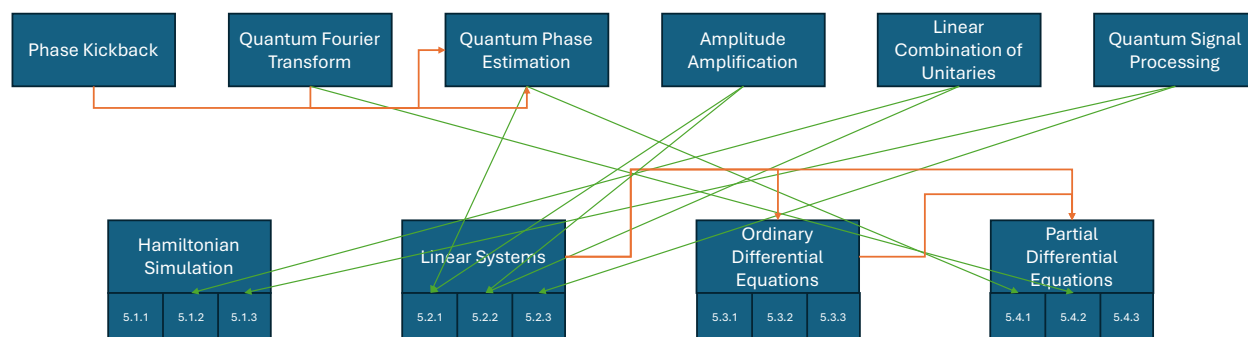 Phase Kickback
Quantum Fourier
Transform
Quantum Phase
Estimation
Amplitude
Amplification
Linear
Combination of
Unitaries
Quantum Signal
Processing
Hamiltonian
Simulation
5.1.1 5.1.2 5.1.3
Linear Systems
5.2.1 5.2.2 5.2.3
Ordinary
Differential
Equations
5.3.1 5.3.2 5.3.3
Partial
Differential
Equations
5.4.1 5.4.2 5.4.3